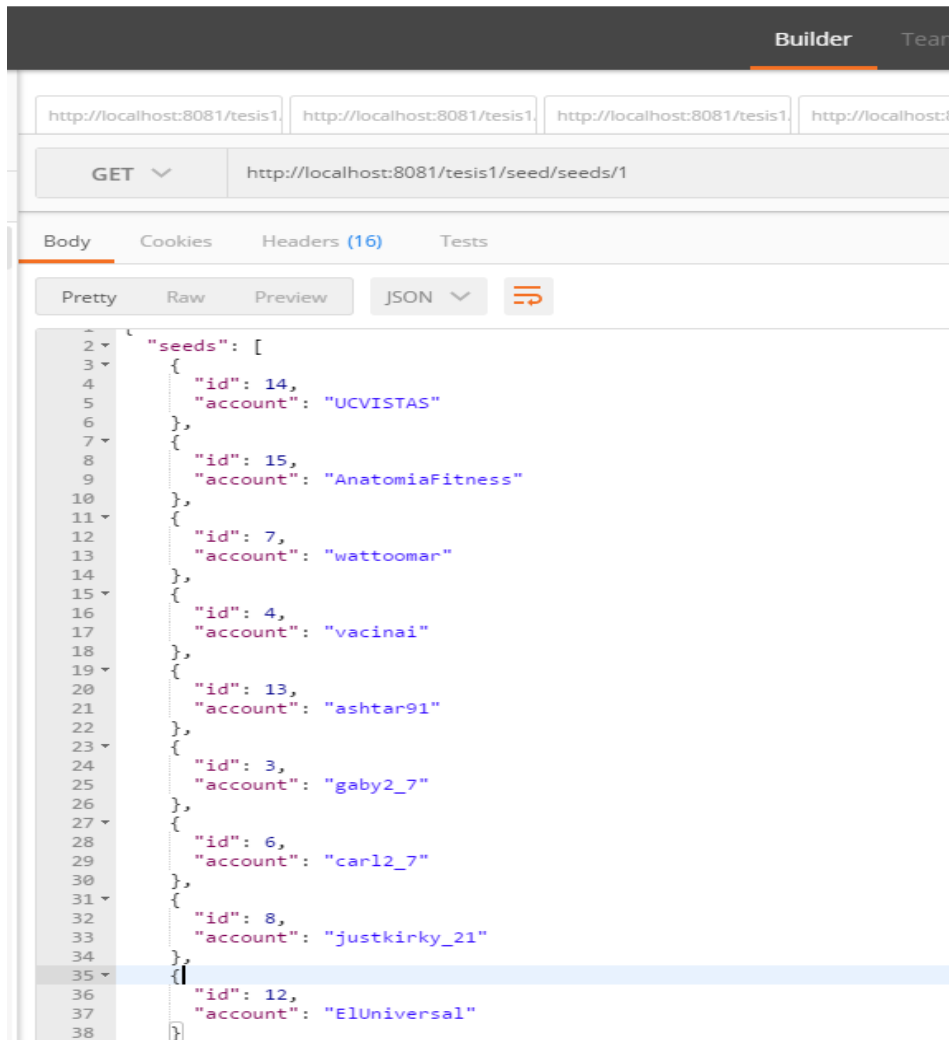 Builder Tear
http://localhost:8081/tesis1. http://localhost:8081/tesis1. http://localhost:8081/tesis1. http://localhost:8
GET http://localhost:8081/tesis1/seed/seeds/1
Body Cookies Headers (16) Tests
Pretty Raw Preview JSON
1 {
2 "seeds": [
3 {
4 "id": 14,
5 "account": "UCVISTAS"
6 },
7 {
8 "id": 15,
9 "account": "AnatomiaFitness"
10 },
11 {
12 "id": 7,
13 "account": "wattoomar"
14 },
15 {
16 "id": 4,
17 "account": "vacinai"
18 },
19 {
20 "id": 13,
21 "account": "ashtar91"
22 },
23 {
24 "id": 3,
25 "account": "gaby2_7"
26 },
27 {
28 "id": 6,
29 "account": "carl2_7"
30 },
31 {
32 "id": 8,
33 "account": "justkirky_21"
34 },
35 {
36 "id": 12,
37 "account": "ElUniversal"
38 }